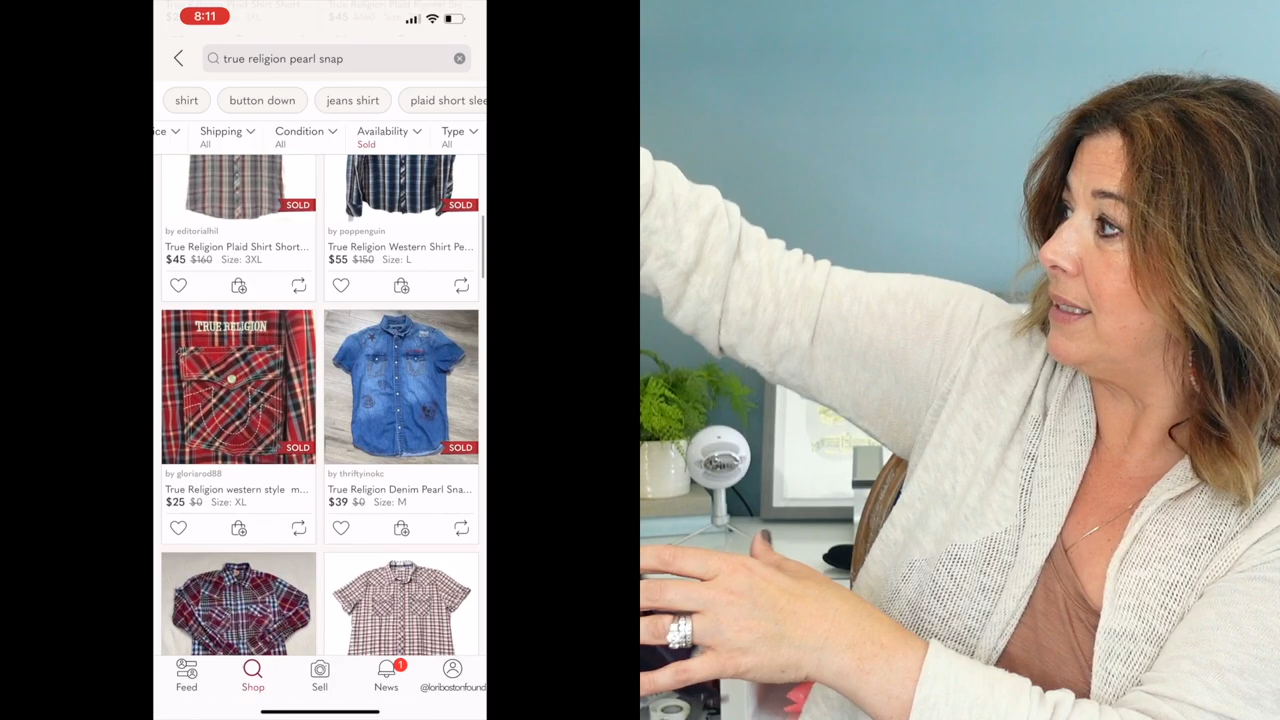 8:11
true religion pearl snap
shirt
button down
jeans shirt
plaid short slee
ice
Shipping
Condition
Availability
Type
All
All
Sold
All
SOLD
SOLD
by editorialhil
by poppenguin
True Religion Plaid Shirt Short...
True Religion Western Shirt Pe...
$45 $160 Size: 3XL
$55 $150 Size: L
TRUE RELIGION
SOLD
SOLD
by gloriarod88
by thriftyinokc
True Religion western style m...
True Religion Denim Pearl Sna...
$25 $0 Size: XL
$39 $0 Size: M
1
Feed
Shop
Sell
News
@loribostonfound